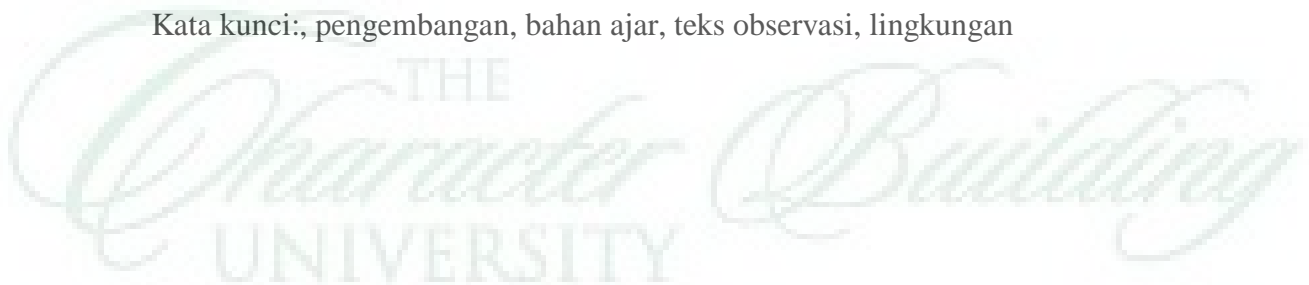 Kata kunci:, pengembangan, bahan ajar, teks observasi, lingkungan
THE
Character Building
UNIVERSITY